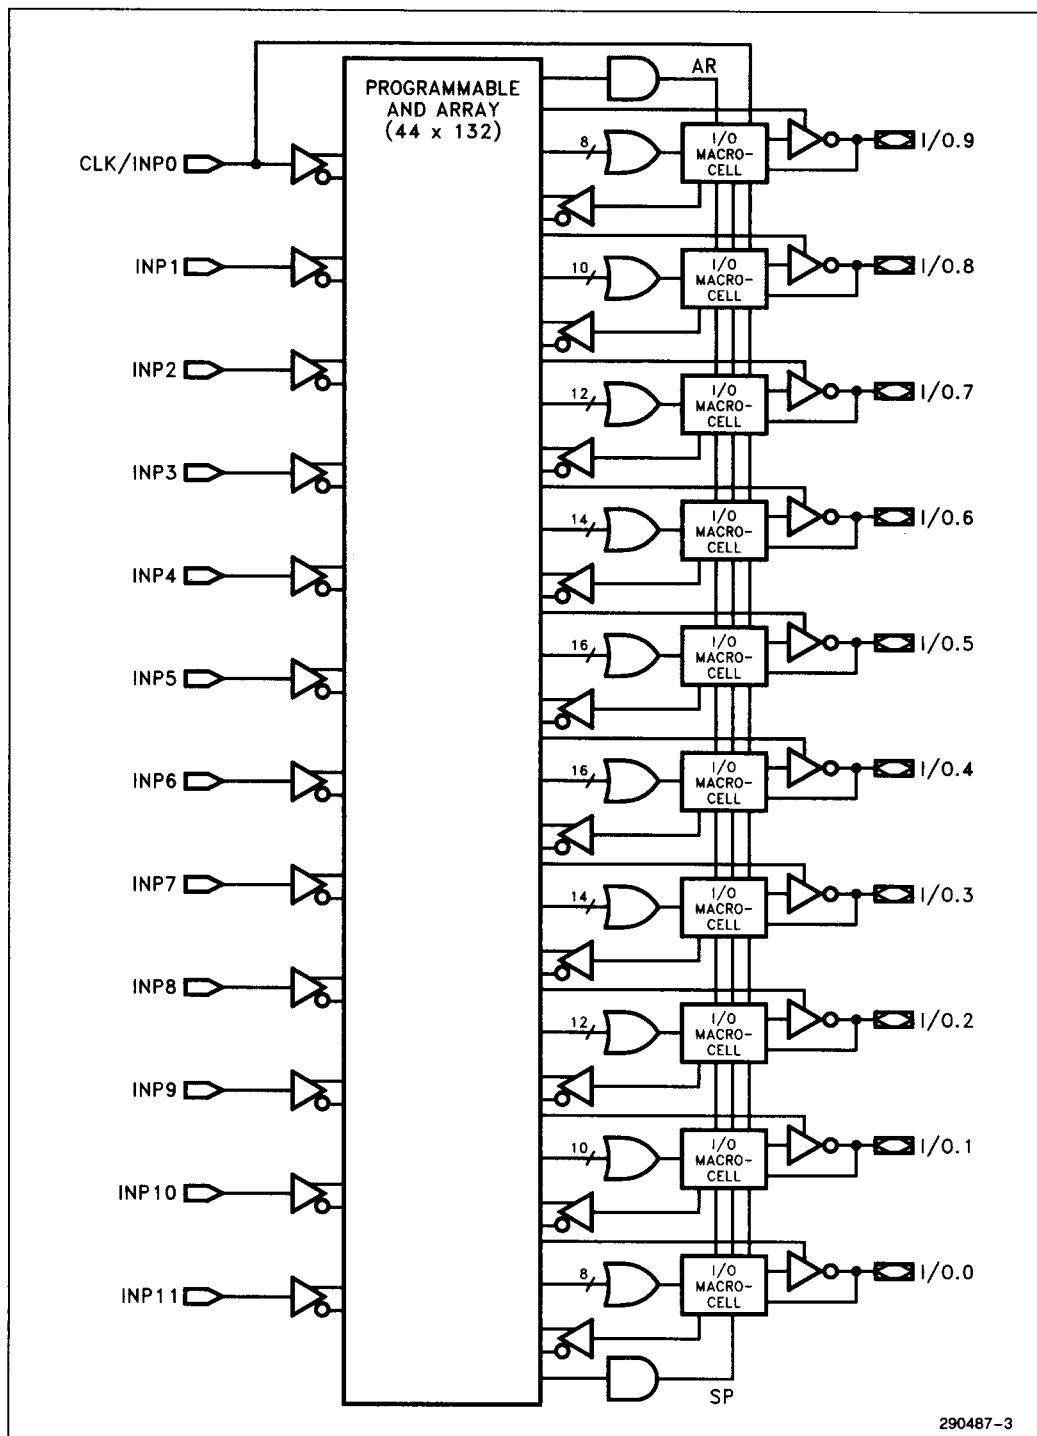 PROGRAMMABLE
AND ARRAY
(44 x 132)
AR
CLK/INP0
8
I/O
MACRO-
CELL
I/O.9
INP1
10
I/O
MACRO-
CELL
I/O.8
INP2
12
I/O
MACRO-
CELL
I/O.7
INP3
14
I/O
MACRO-
CELL
I/O.6
INP4
16
I/O
MACRO-
CELL
I/O.5
INP5
16
I/O
MACRO-
CELL
I/O.4
INP6
14
I/O
MACRO-
CELL
I/O.3
INP7
12
I/O
MACRO-
CELL
I/O.2
INP8
10
I/O
MACRO-
CELL
I/O.1
INP9
8
I/O
MACRO-
CELL
I/O.0
INP10
INP11
SP
290487-3